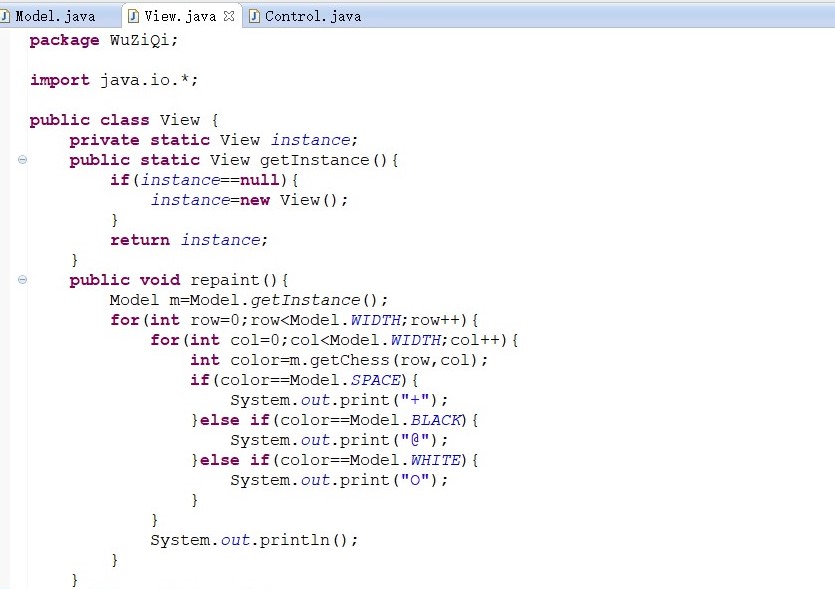 Model.java View.java Control.java
package WuZiQi;
import java.io.*;
public class View {
    private static View instance;
    public static View getInstance(){
        if(instance==null){
            instance=new View();
        }
        return instance;
    }
    public void repaint(){
        Model m=Model.getInstance();
        for(int row=0;row<Model.WIDTH;row++){
            for(int col=0;col<Model.WIDTH;col++){
                int color=m.getChess(row,col);
                if(color==Model.SPACE){
                    System.out.print("+");
                }else if(color==Model.BLACK){
                    System.out.print("@");
                }else if(color==Model.WHITE){
                    System.out.print("O");
                }
            }
            System.out.println();
        }
    }